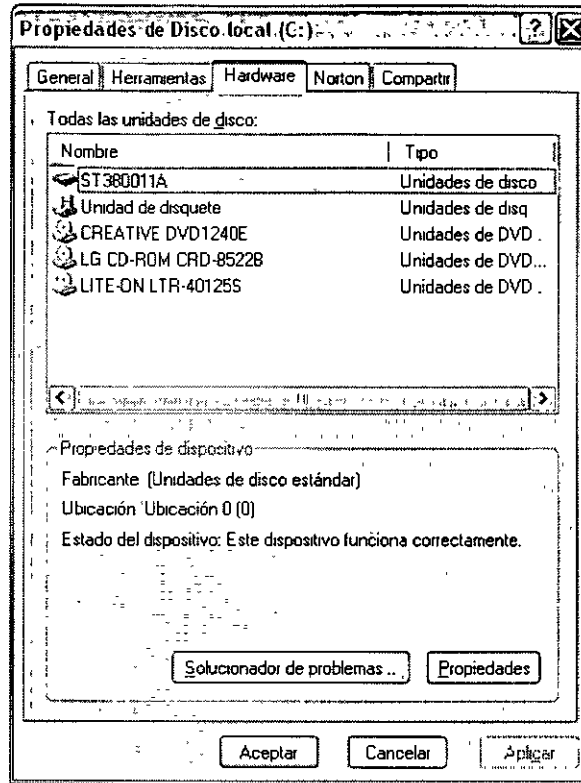 Propiedades de Disco local (C:)
General Herramientas Hardware Norton Compartir
Todas las unidades de disco:
Nombre Tipo
ST380011A Unidades de disco
Unidad de disquete Unidades de disq
CREATIVE DVD1240E Unidades de DVD .
LG CD-ROM CRD-8522B Unidades de DVD...
LITE-ON LTR-40125S Unidades de DVD .
Propiedades de dispositivo
Fabricante (Unidades de disco estándar)
Ubicación Ubicación 0 (0)
Estado del dispositivo: Este dispositivo funciona correctamente.
Solucionador de problemas .. Propiedades
Aceptar Cancelar Aplicar